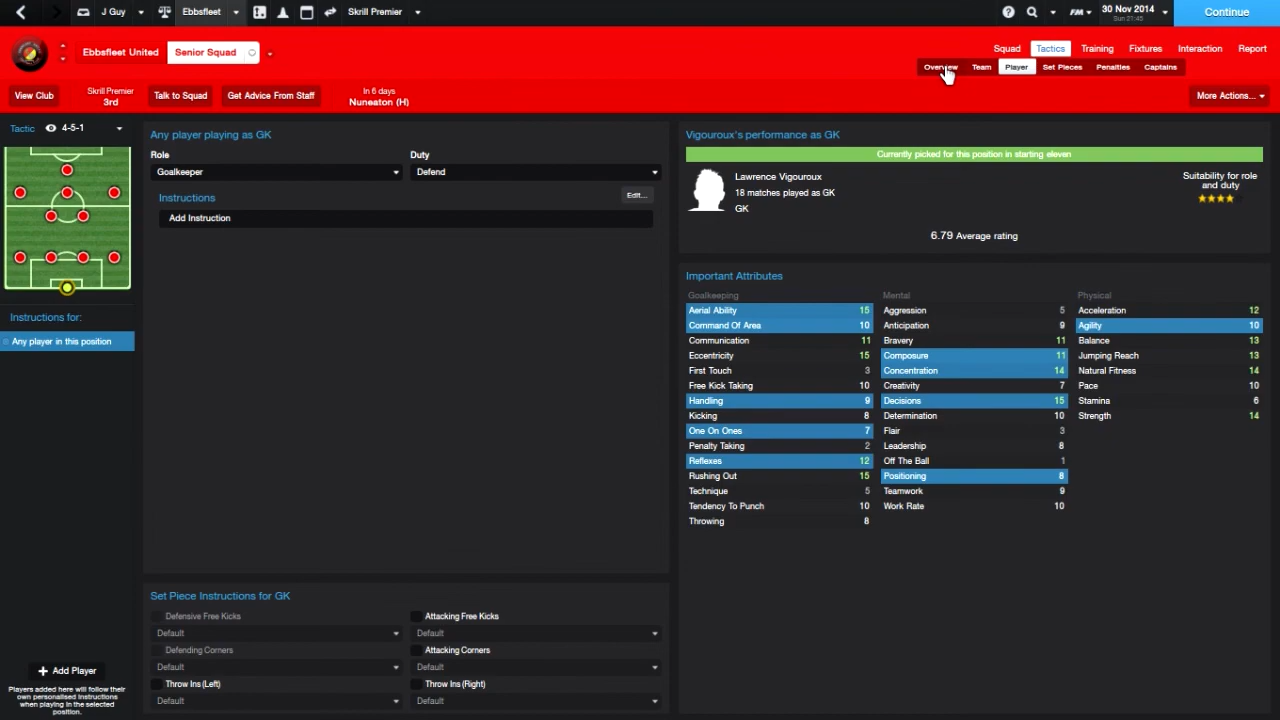 J Guy
Ebbsfleet
Skrill Premier
FM
30 Nov 2014
Sun 21:45
Continue
Ebbsfleet United
Senior Squad
Squad
Tactics
Training
Fixtures
Interaction
Report
Overview
Team
Player
Set Pieces
Penalties
Captains
View Club
Skrill Premier
3rd
Talk to Squad
Get Advice From Staff
In 6 days
Nuneaton (H)
More Actions...
Tactic
4-5-1
Instructions for:
Any player in this position
+ Add Player
Players added here will follow their
own personalised instructions
when playing in the selected
position.
Any player playing as GK
Role
Duty
Goalkeeper
Defend
Instructions
Edit...
Add Instruction
Set Piece Instructions for GK
Defensive Free Kicks
Attacking Free Kicks
Default
Default
Defending Corners
Attacking Corners
Default
Default
Throw Ins (Left)
Throw Ins (Right)
Default
Default
Vigouroux's performance as GK
Currently picked for this position in starting eleven
Lawrence Vigouroux
18 matches played as GK
GK
Suitability for role
and duty
6.79 Average rating
Important Attributes
Goalkeeping
Aerial Ability 15
Command Of Area 10
Communication 11
Eccentricity 15
First Touch 3
Free Kick Taking 10
Handling 9
Kicking 8
One On Ones 7
Penalty Taking 2
Reflexes 12
Rushing Out 15
Technique 5
Tendency To Punch 10
Throwing 8
Mental
Aggression 5
Anticipation 9
Bravery 11
Composure 11
Concentration 14
Creativity 7
Decisions 15
Determination 10
Flair 3
Leadership 8
Off The Ball 1
Positioning 8
Teamwork 9
Work Rate 10
Physical
Acceleration 12
Agility 10
Balance 13
Jumping Reach 13
Natural Fitness 14
Pace 10
Stamina 6
Strength 14